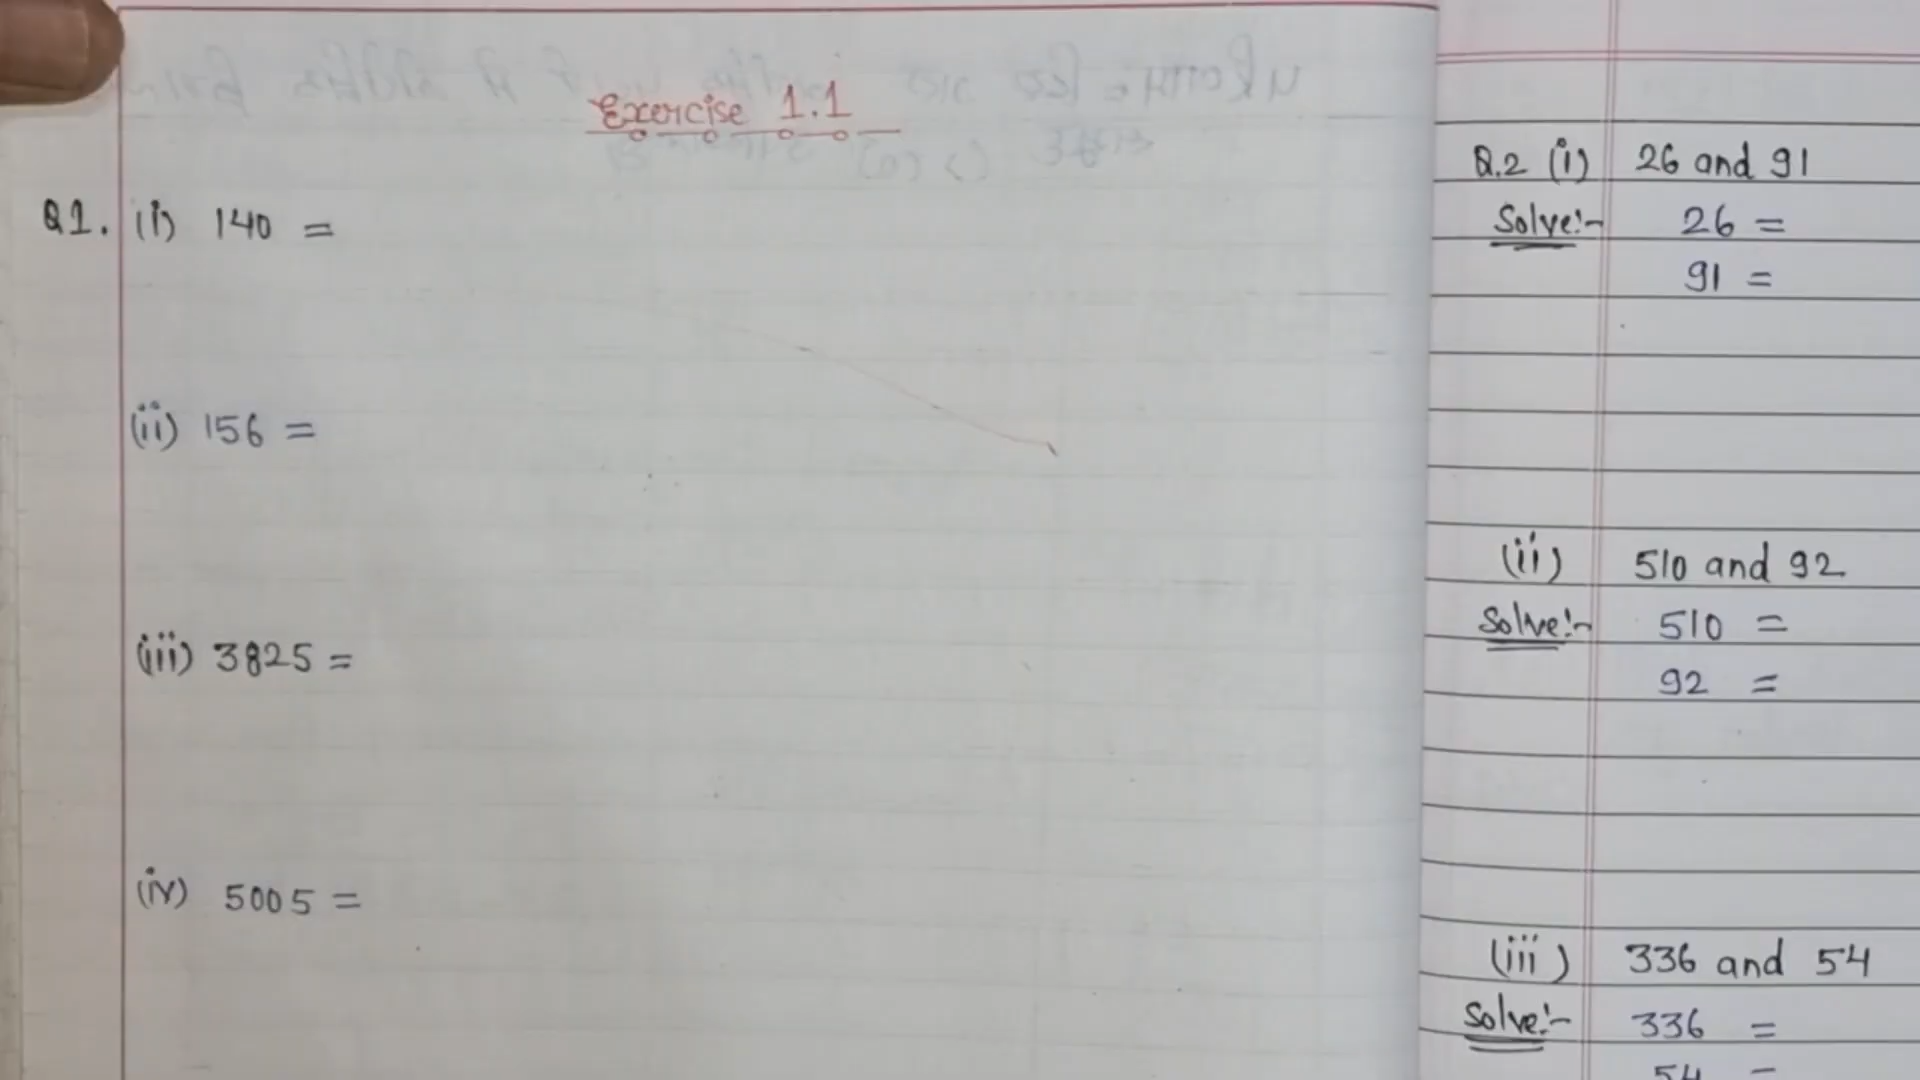 Exercise 1.1
Q1. (i) 140 =
(ii) 156 =
(iii) 3825 =
(iv) 5005 =
Q.2 (i) 26 and 91
Solve:- 26 =
91 =
(ii) 510 and 92
Solve:- 510 =
92 =
(iii) 336 and 54
Solve:- 336 =
54 =